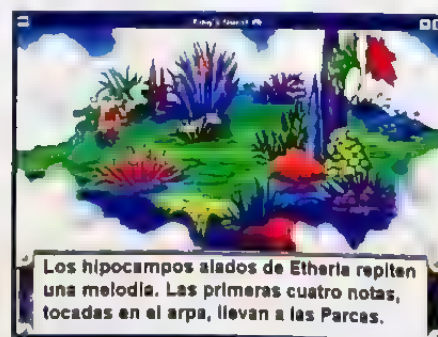 Los hipocampos alados de Etheria repiten
una melodía. Las primeras cuatro notas,
tocadas en el arpa, llevan a las Parcas.